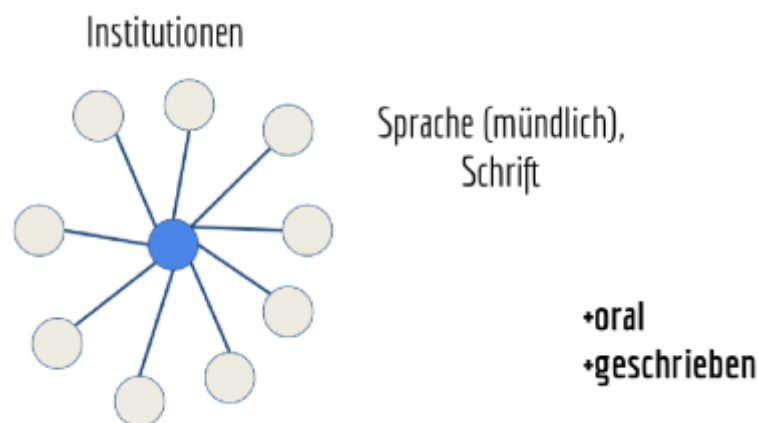 Institutionen
Sprache (mündlich),
Schrift
+oral
+geschrieben